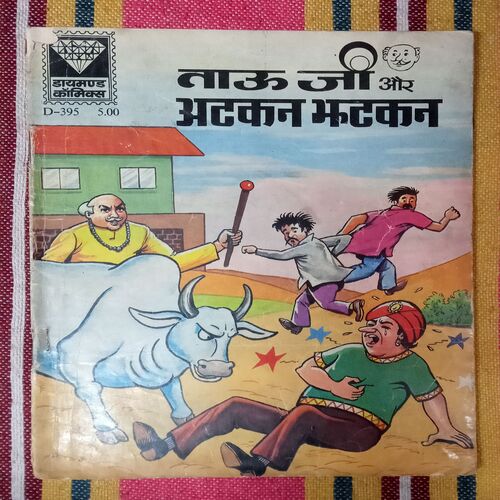 डायमण्ड
कॉमिक्स
D-395 5.00
ताऊ जी और
अटकन झटकन